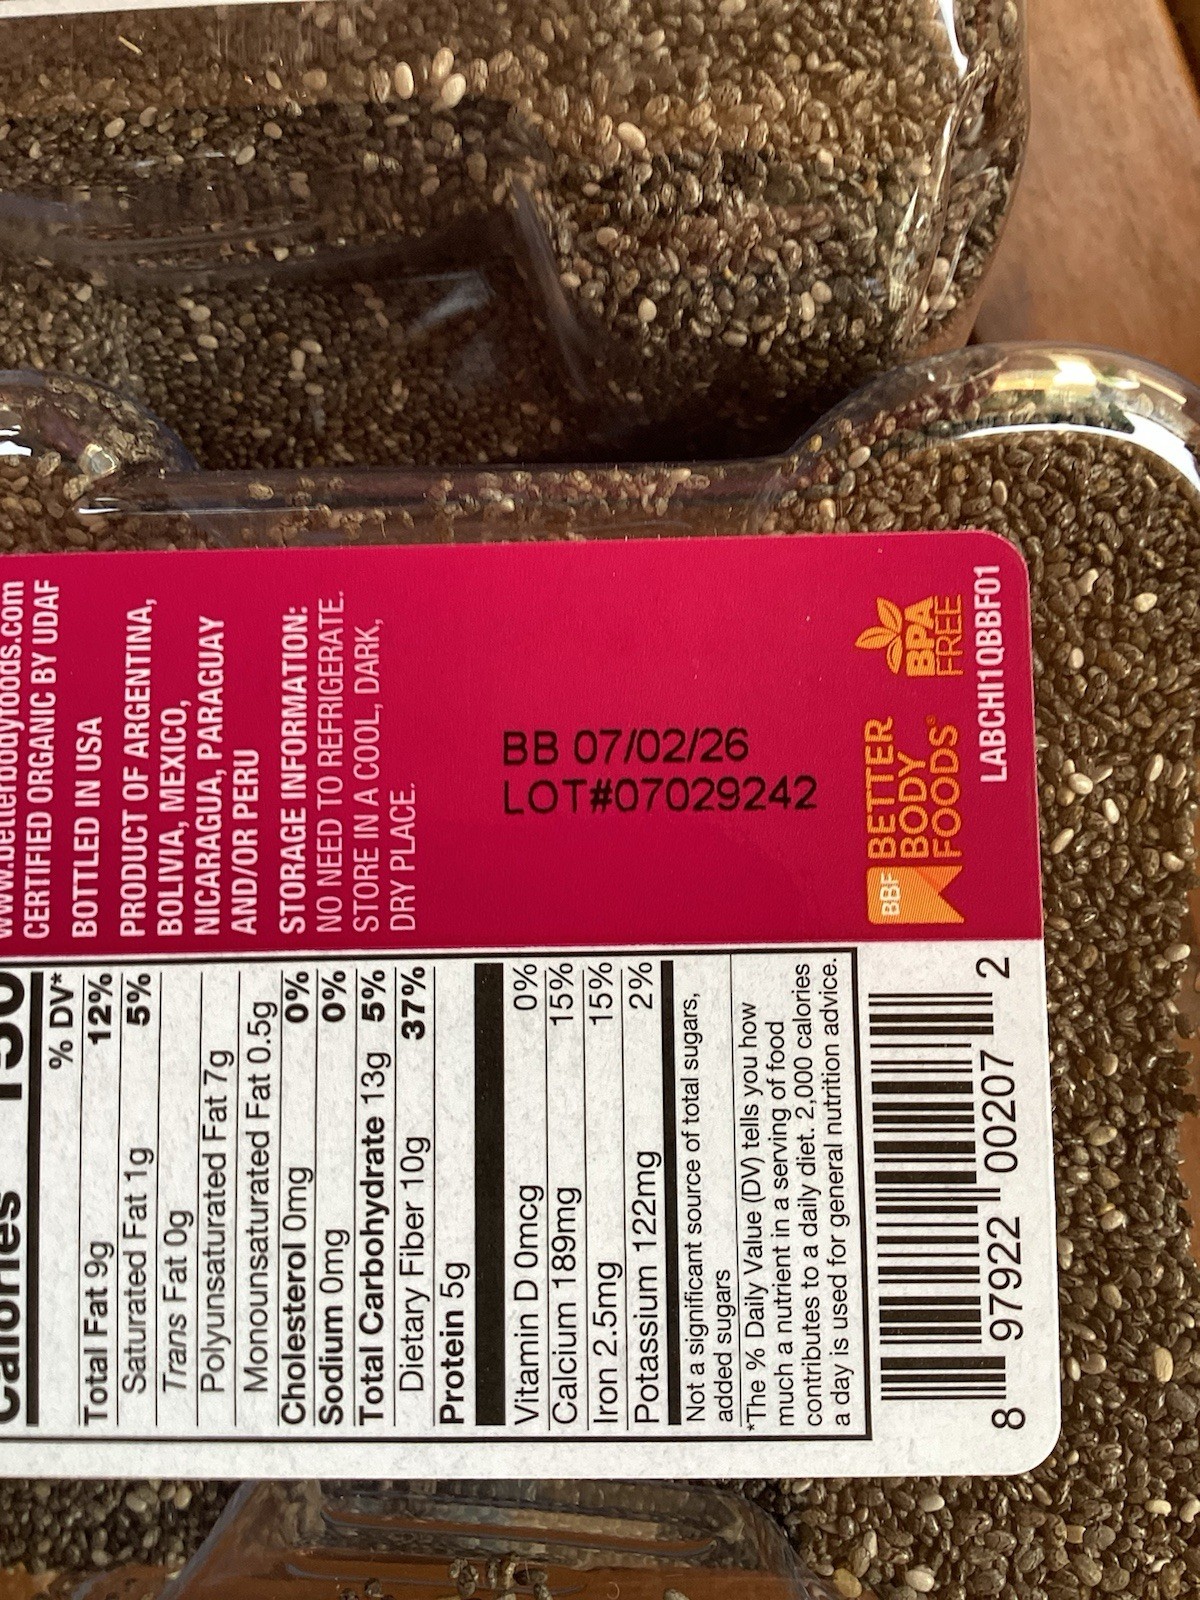 www.betterbodyfoods.com
CERTIFIED ORGANIC BY UDAF
BOTTLED IN USA
PRODUCT OF ARGENTINA,
BOLIVIA, MEXICO,
NICARAGUA, PARAGUAY
AND/OR PERU
STORAGE INFORMATION:
NO NEED TO REFRIGERATE.
STORE IN A COOL, DARK,
DRY PLACE.
BB 07/02/26
LOT#07029242
BBF BETTER
BODY
FOODS®
BPA
FREE
LABCHI1QBBF01
Calories 150
% DV*
Total Fat 9g 12%
Saturated Fat 1g 5%
Trans Fat 0g
Polyunsaturated Fat 7g
Monounsaturated Fat 0.5g
Cholesterol 0mg 0%
Sodium 0mg 0%
Total Carbohydrate 13g 5%
Dietary Fiber 10g 37%
Protein 5g
Vitamin D 0mcg 0%
Calcium 189mg 15%
Iron 2.5mg 15%
Potassium 122mg 2%
Not a significant source of total sugars,
added sugars
*The % Daily Value (DV) tells you how
much a nutrient in a serving of food
contributes to a daily diet. 2,000 calories
a day is used for general nutrition advice.
8 97922 00207 2